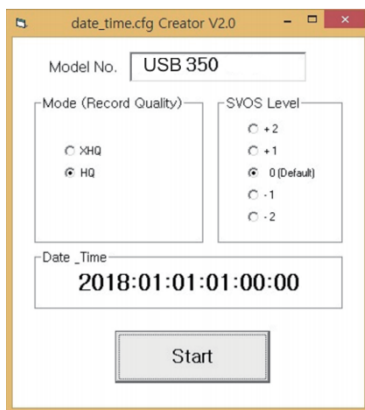 date_time.cfg Creator V2.0
Model No. USB 350
Mode (Record Quality)
XHQ
HQ
SVOS Level
+ 2
+ 1
0 (Default)
- 1
- 2
Date _Time
2018:01:01:01:00:00
Start